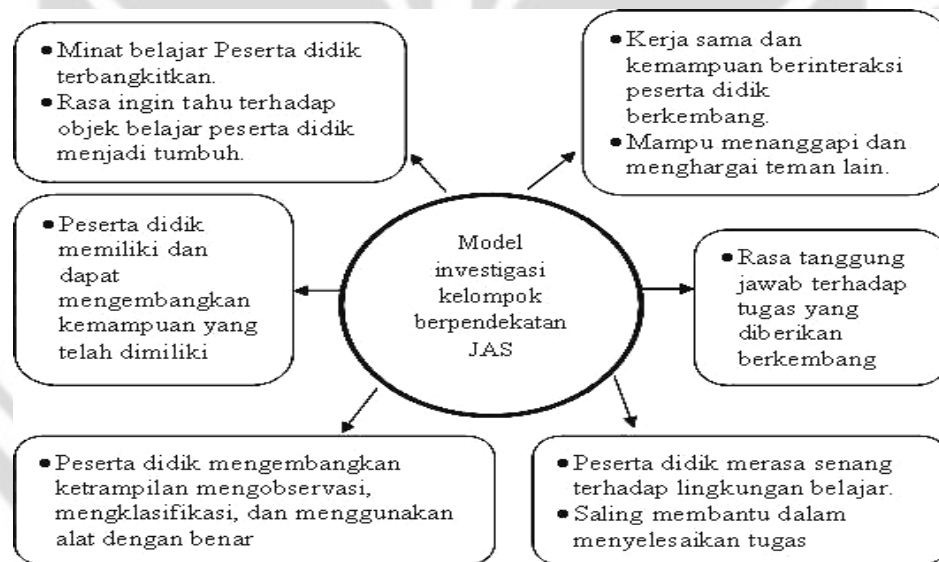 • Minat belajar Peserta didik
terbangkitkan.
• Rasa ingin tahu terhadap
objek belajar peserta didik
menjadi tumbuh.
• Kerja sama dan
kemampuan berinteraksi
peserta didik
berkembang.
• Mampu menanggapi dan
menghargai teman lain.
• Peserta didik
memiliki dan
dapat
mengembangkan
kemampuan yang
telah dimiliki
Model
investigasi
kelompok
berpendekatan
JAS
• Rasa tanggung
jawab terhadap
tugas yang
diberikan
berkembang
• Peserta didik mengembangkan
ketrampilan mengobservasi,
mengklasifikasi, dan menggunakan
alat dengan benar
• Peserta didik merasa senang
terhadap lingkungan belajar.
• Saling membantu dalam
menyelesaikan tugas